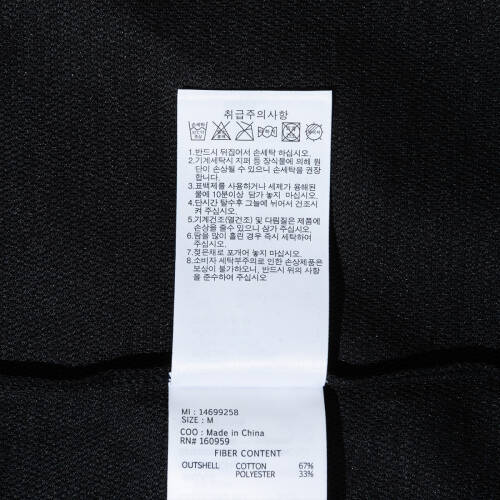 취급주의사항
1.반드시 뒤집어서 손세탁 하십시오.
2.기계세탁시 지퍼 등 장식물에 의해 원
단이 손상될 수 있으니 손세탁을 권장
합니다.
3.표백제를 사용하거나 세제가 용해된
물에 10분이상 담가 놓지 마십시오.
4.단시간 탈수후 그늘에 뉘어서 건조시
켜 주십시오.
5.기계건조(열건조) 및 다림질은 제품에
손상을 줄수 있으니 삼가 주십시오.
6.땀을 많이 흘린 경우 즉시 세탁하여
주십시오.
7.젖은채로 포개어 놓지 마십시오.
8.소비자 세탁부주의로 인한 손상제품은
보상이 불가하오니, 반드시 위의 사항
을 준수하여 주십시오
MI : 14699258
SIZE : M
COO : Made in China
RN# 160959
FIBER CONTENT
OUTSHELL COTTON 67%
POLYESTER 33%